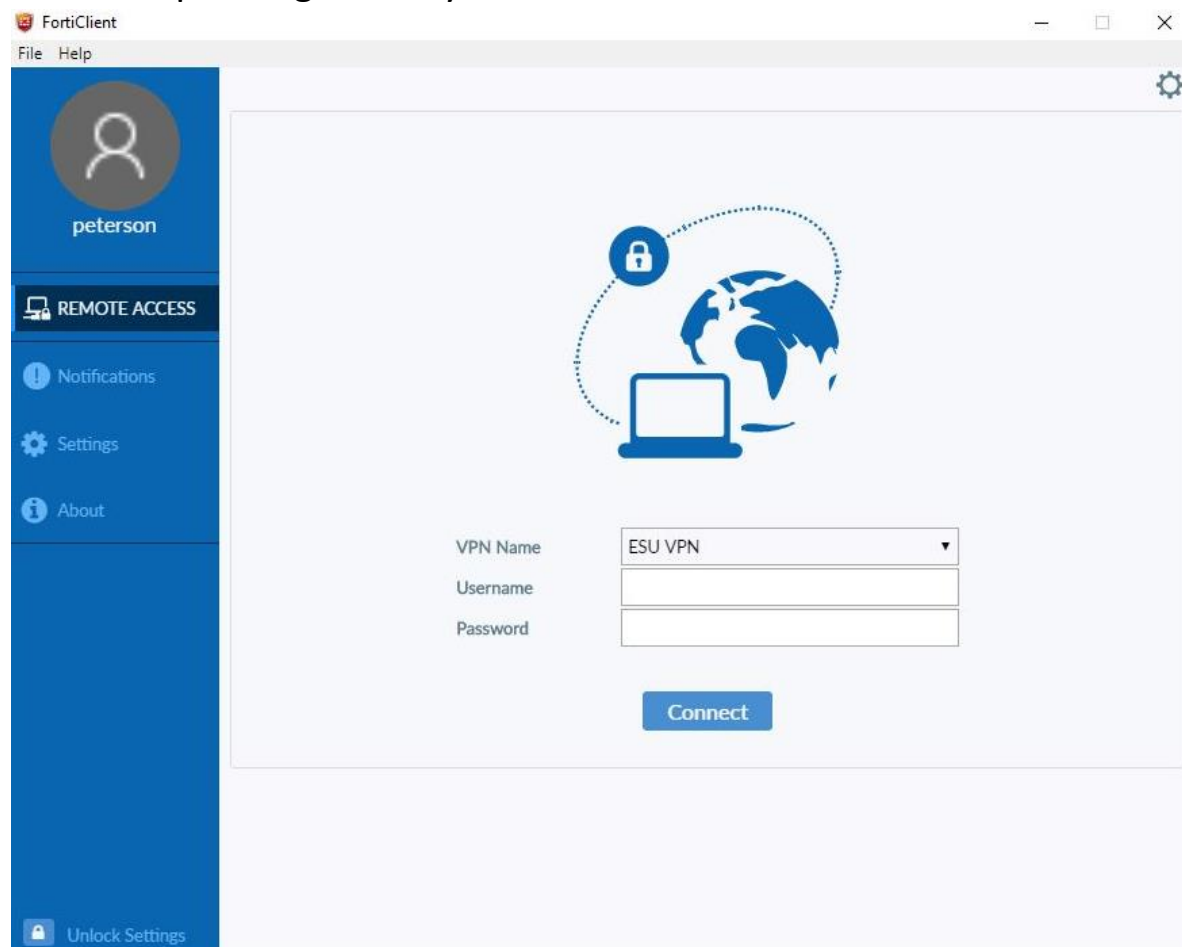 FortiClient
File Help
peterson
REMOTE ACCESS
Notifications
Settings
About
VPN Name ESU VPN
Username
Password
Connect
Unlock Settings